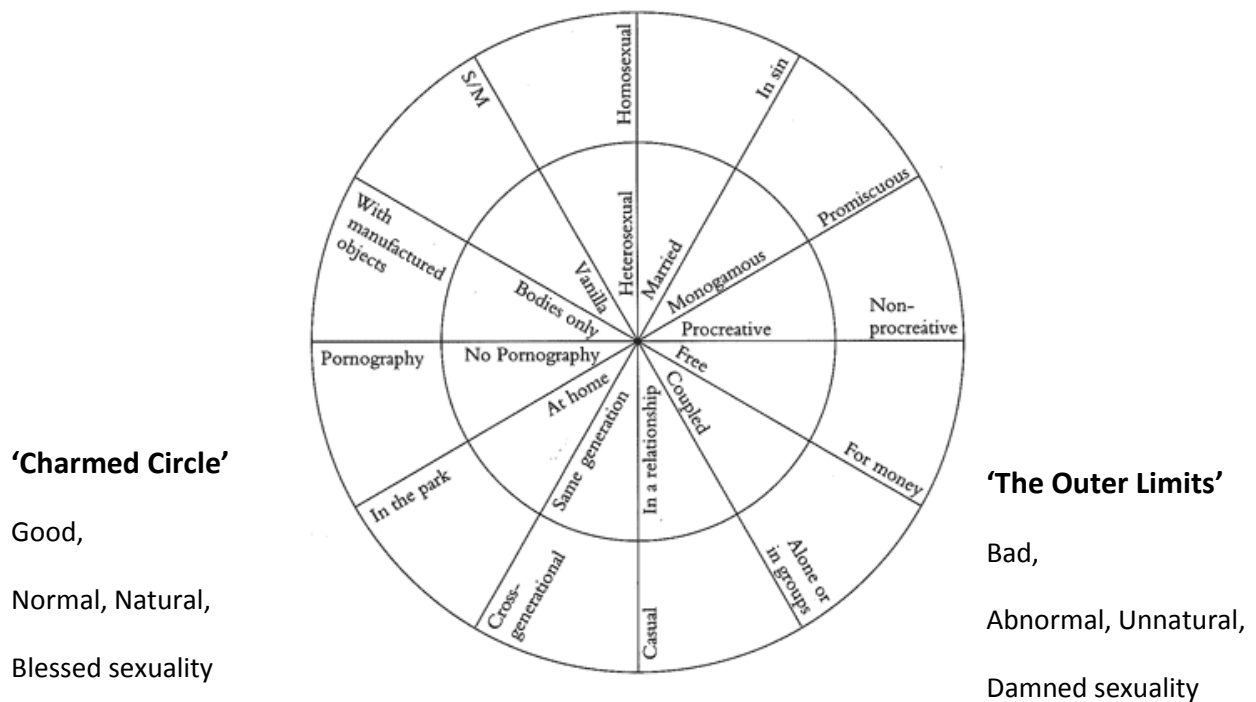 Homosexual
In sin
Promiscuous
Non-
procreative
For money
Alone or
in groups
Casual
Cross-
generational
In the park
Pornography
With
manufactured
objects
S/M
Heterosexual
Married
Monogamous
Procreative
Free
Coupled
In a relationship
Same generation
At home
No Pornography
Bodies only
Vanilla
‘Charmed Circle’
Good,
Normal, Natural,
Blessed sexuality
‘The Outer Limits’
Bad,
Abnormal, Unnatural,
Damned sexuality